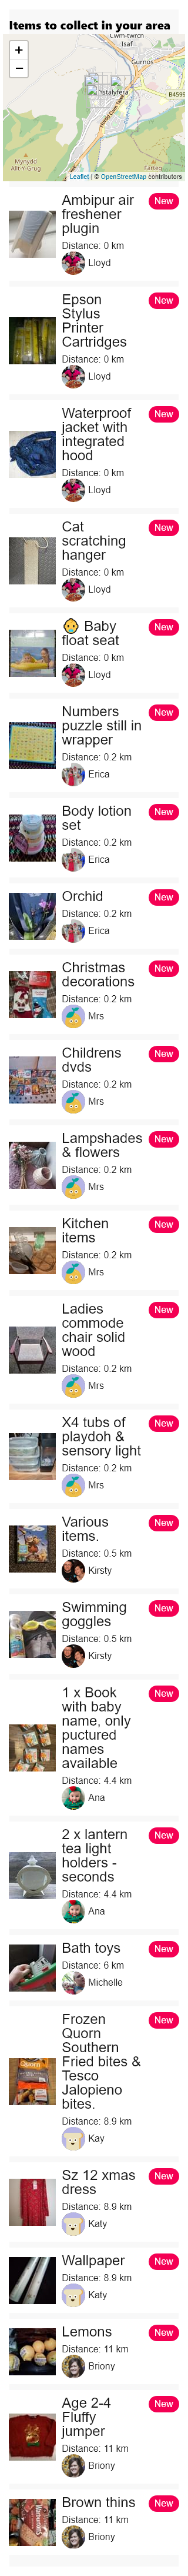 Items to collect in your area
Cwm-twrch
Isaf
Gurnos
+
−
Ystalyfera
B4599
Mynydd
Allt Y Grug
Farteg
Leaflet | © OpenStreetMap contributors
Ambipur air
freshener
plugin
New
Distance: 0 km
Lloyd
Epson
Stylus
Printer
Cartridges
New
Distance: 0 km
Lloyd
Waterproof
jacket with
integrated
hood
New
Distance: 0 km
Lloyd
Cat
scratching
hanger
New
Distance: 0 km
Lloyd
Baby
float seat
New
Distance: 0 km
Lloyd
Numbers
puzzle still in
wrapper
New
Distance: 0.2 km
Erica
Body lotion
set
New
Distance: 0.2 km
Erica
Orchid
New
Distance: 0.2 km
Erica
Christmas
decorations
New
Distance: 0.2 km
Mrs
Childrens
dvds
New
Distance: 0.2 km
Mrs
Lampshades
& flowers
New
Distance: 0.2 km
Mrs
Kitchen
items
New
Distance: 0.2 km
Mrs
Ladies
commode
chair solid
wood
New
Distance: 0.2 km
Mrs
X4 tubs of
playdoh &
sensory light
New
Distance: 0.2 km
Mrs
Various
items.
New
Distance: 0.5 km
Kirsty
Swimming
goggles
New
Distance: 0.5 km
Kirsty
1 x Book
with baby
name, only
puctured
names
available
New
Distance: 4.4 km
Ana
2 x lantern
tea light
holders -
seconds
New
Distance: 4.4 km
Ana
Bath toys
New
Distance: 6 km
Michelle
Frozen
Quorn
Southern
Fried bites &
Tesco
Jalopieno
bites.
New
Distance: 8.9 km
Kay
Sz 12 xmas
dress
New
Distance: 8.9 km
Katy
Wallpaper
New
Distance: 8.9 km
Katy
Lemons
New
Distance: 11 km
Briony
Age 2-4
Fluffy
jumper
New
Distance: 11 km
Briony
Brown thins
New
Distance: 11 km
Briony